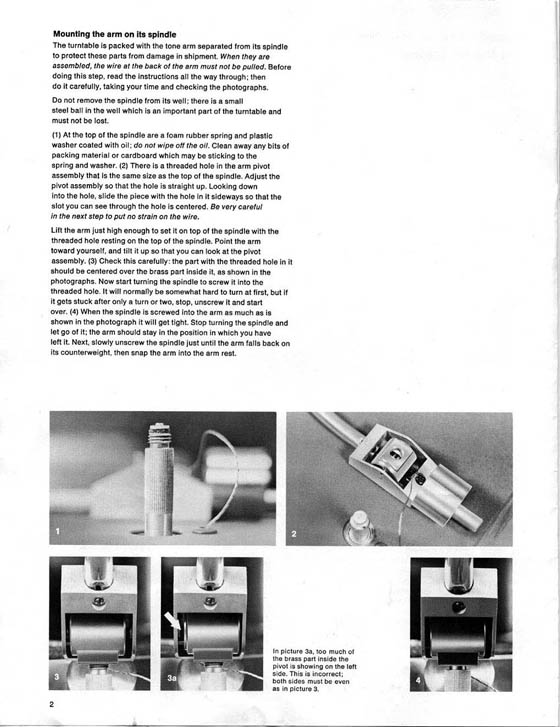 Mounting the arm on its spindle
The turntable is packed with the tone arm separated from its spindle
to protect these parts from damage in shipment. When they are
assembled, the wire at the back of the arm must not be pulled. Before
doing this step, read the instructions all the way through; then
do it carefully, taking your time and checking the photographs.
Do not remove the spindle from its well; there is a small
steel ball in the well which is an important part of the turntable and
must not be lost.
(1) At the top of the spindle are a foam rubber spring and plastic
washer coated with oil; do not wipe off the oil. Clean away any bits of
packing material or cardboard which may be sticking to the
spring and washer. (2) There is a threaded hole in the arm pivot
assembly that is the same size as the top of the spindle. Adjust the
pivot assembly so that the hole is straight up. Looking down
into the hole, slide the piece with the hole in it sideways so that the
slot you can see through the hole is centered. Be very careful
in the next step to put no strain on the wire.
Lift the arm just high enough to set it on top of the spindle with the
threaded hole resting on the top of the spindle. Point the arm
toward yourself, and tilt it up so that you can look at the pivot
assembly. (3) Check this carefully: the part with the threaded hole in it
should be centered over the brass part inside it, as shown in the
photographs. Now start turning the spindle to screw it into the
threaded hole. It will normally be somewhat hard to turn at first, but if
it gets stuck after only a turn or two, stop, unscrew it and start
over. (4) When the spindle is screwed into the arm as much as is
shown in the photograph it will get tight. Stop turning the spindle and
let go of it; the arm should stay in the position in which you have
left it. Next, slowly unscrew the spindle just until the arm falls back on
its counterweight, then snap the arm into the arm rest.
1
2
3
3a
In picture 3a, too much of
the brass part inside the
pivot is showing on the left
side. This is incorrect;
both sides must be even
as in picture 3.
4
2